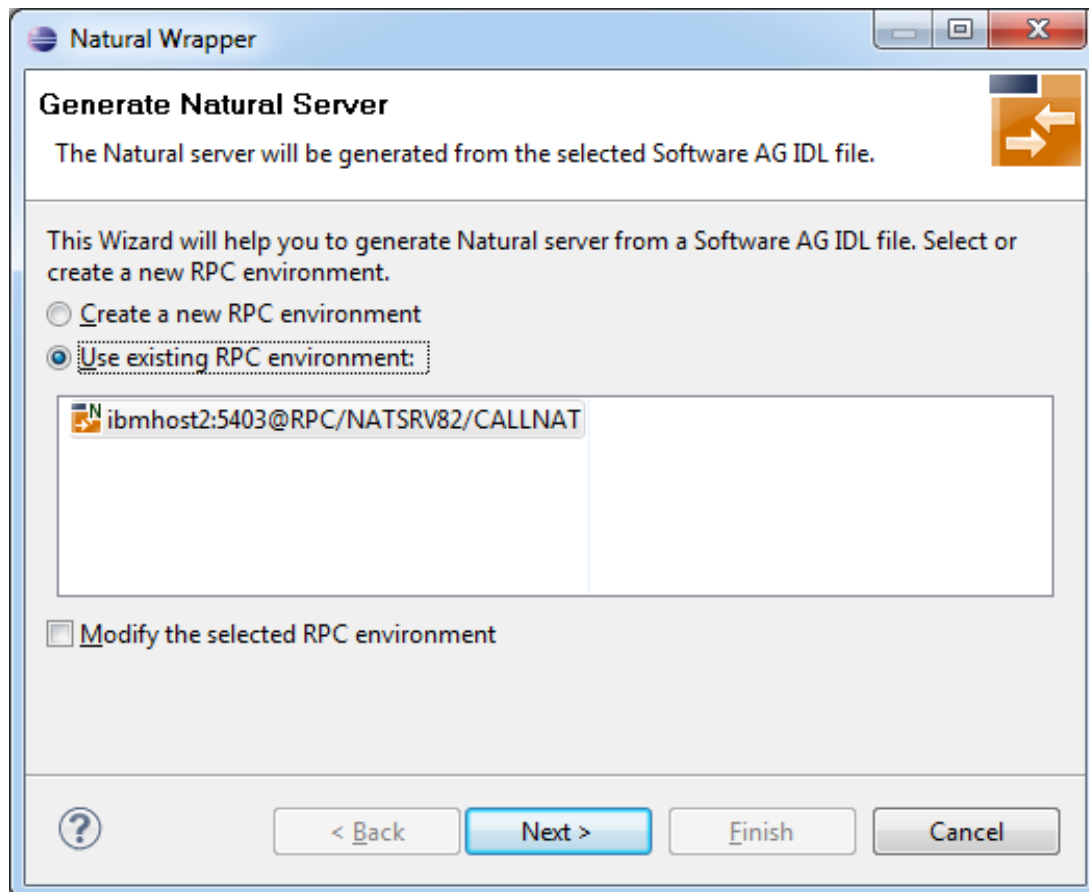 Natural Wrapper
Generate Natural Server
The Natural server will be generated from the selected Software AG IDL file.
This Wizard will help you to generate Natural server from a Software AG IDL file. Select or
create a new RPC environment.
Create a new RPC environment
Use existing RPC environment:
N
ibmhost2:5403@RPC/NATSRV82/CALLNAT
Modify the selected RPC environment
?
< Back Next > Finish Cancel